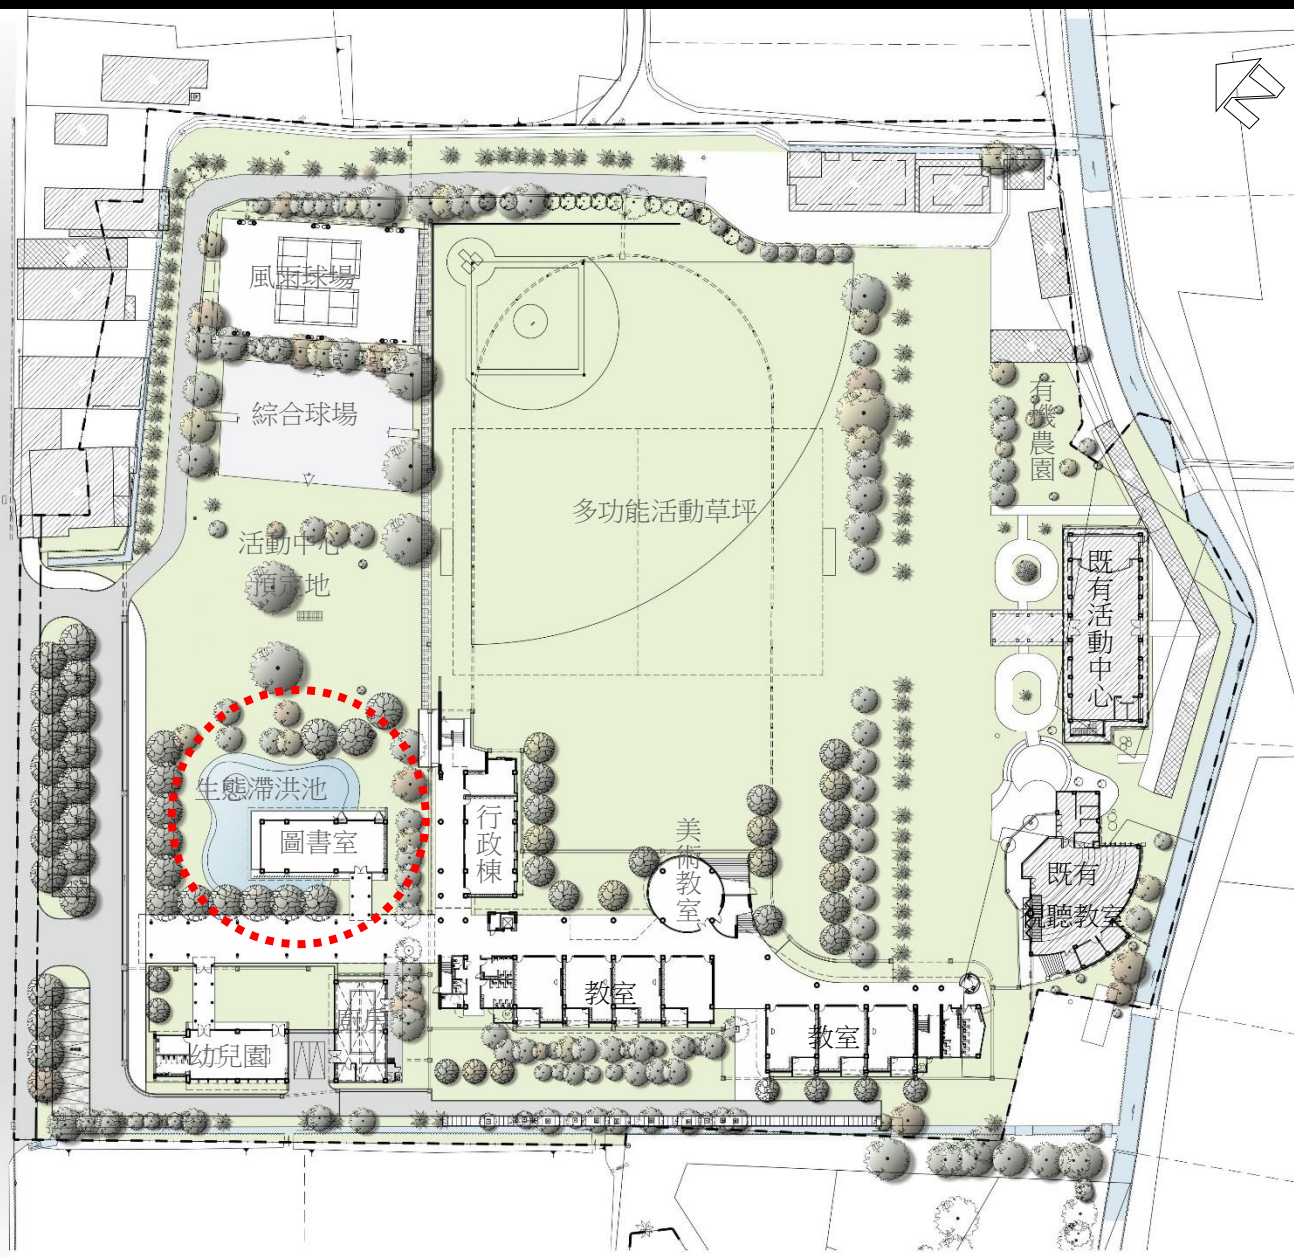 風雨球場
綜合球場
有機農園
多功能活動草坪
活動中心
預定地
既有活動中心
生態滯洪池
圖書室
行政棟
美術教室
既有
視聽教室
教室
教室
廚房
幼兒園